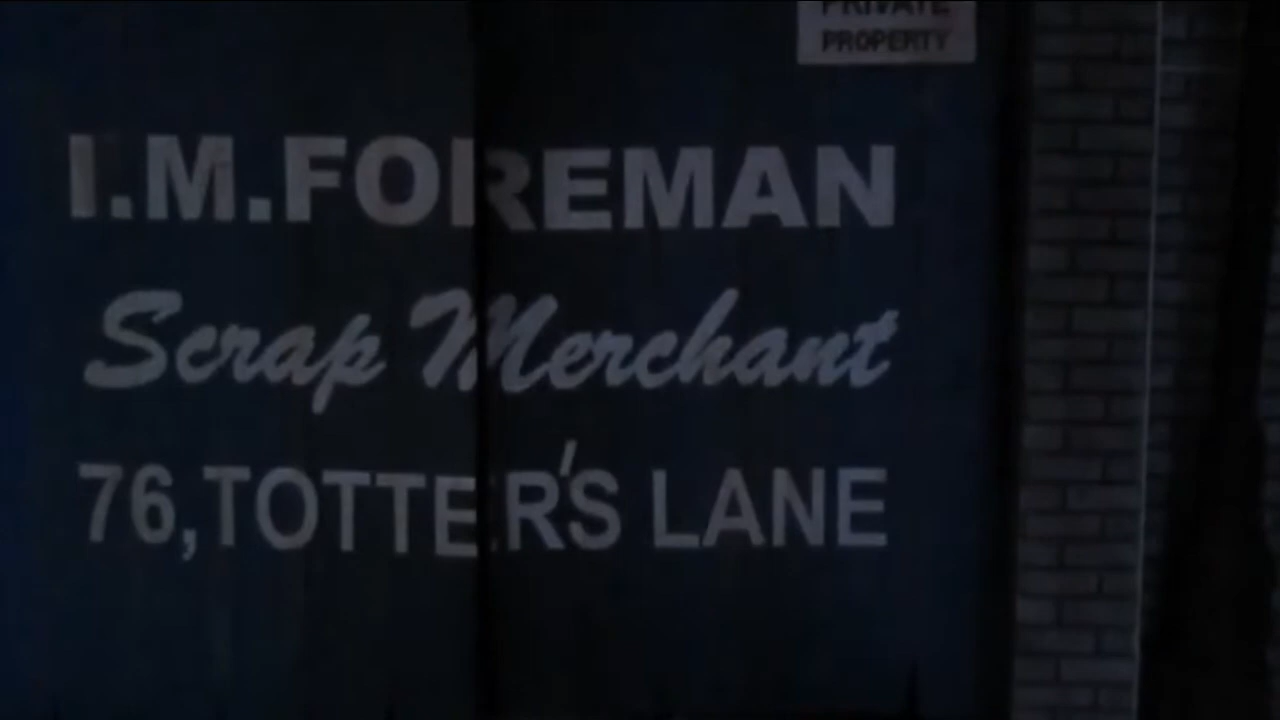 PRIVATE
PROPERTY
I.M.FOREMAN
Scrap Merchant
76,TOTTER'S LANE